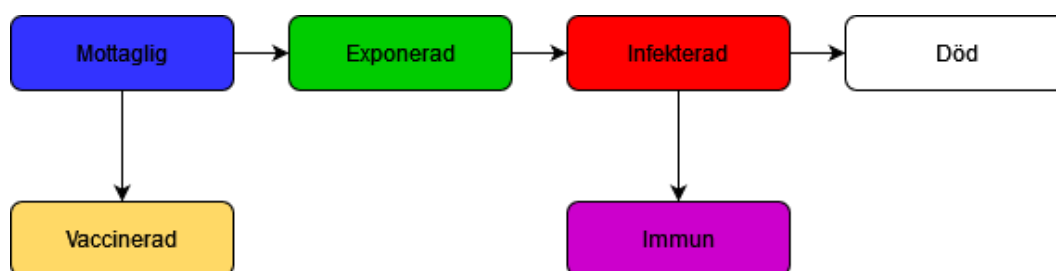 Mottaglig
Exponerad
Infekterad
Död
Vaccinerad
Immun